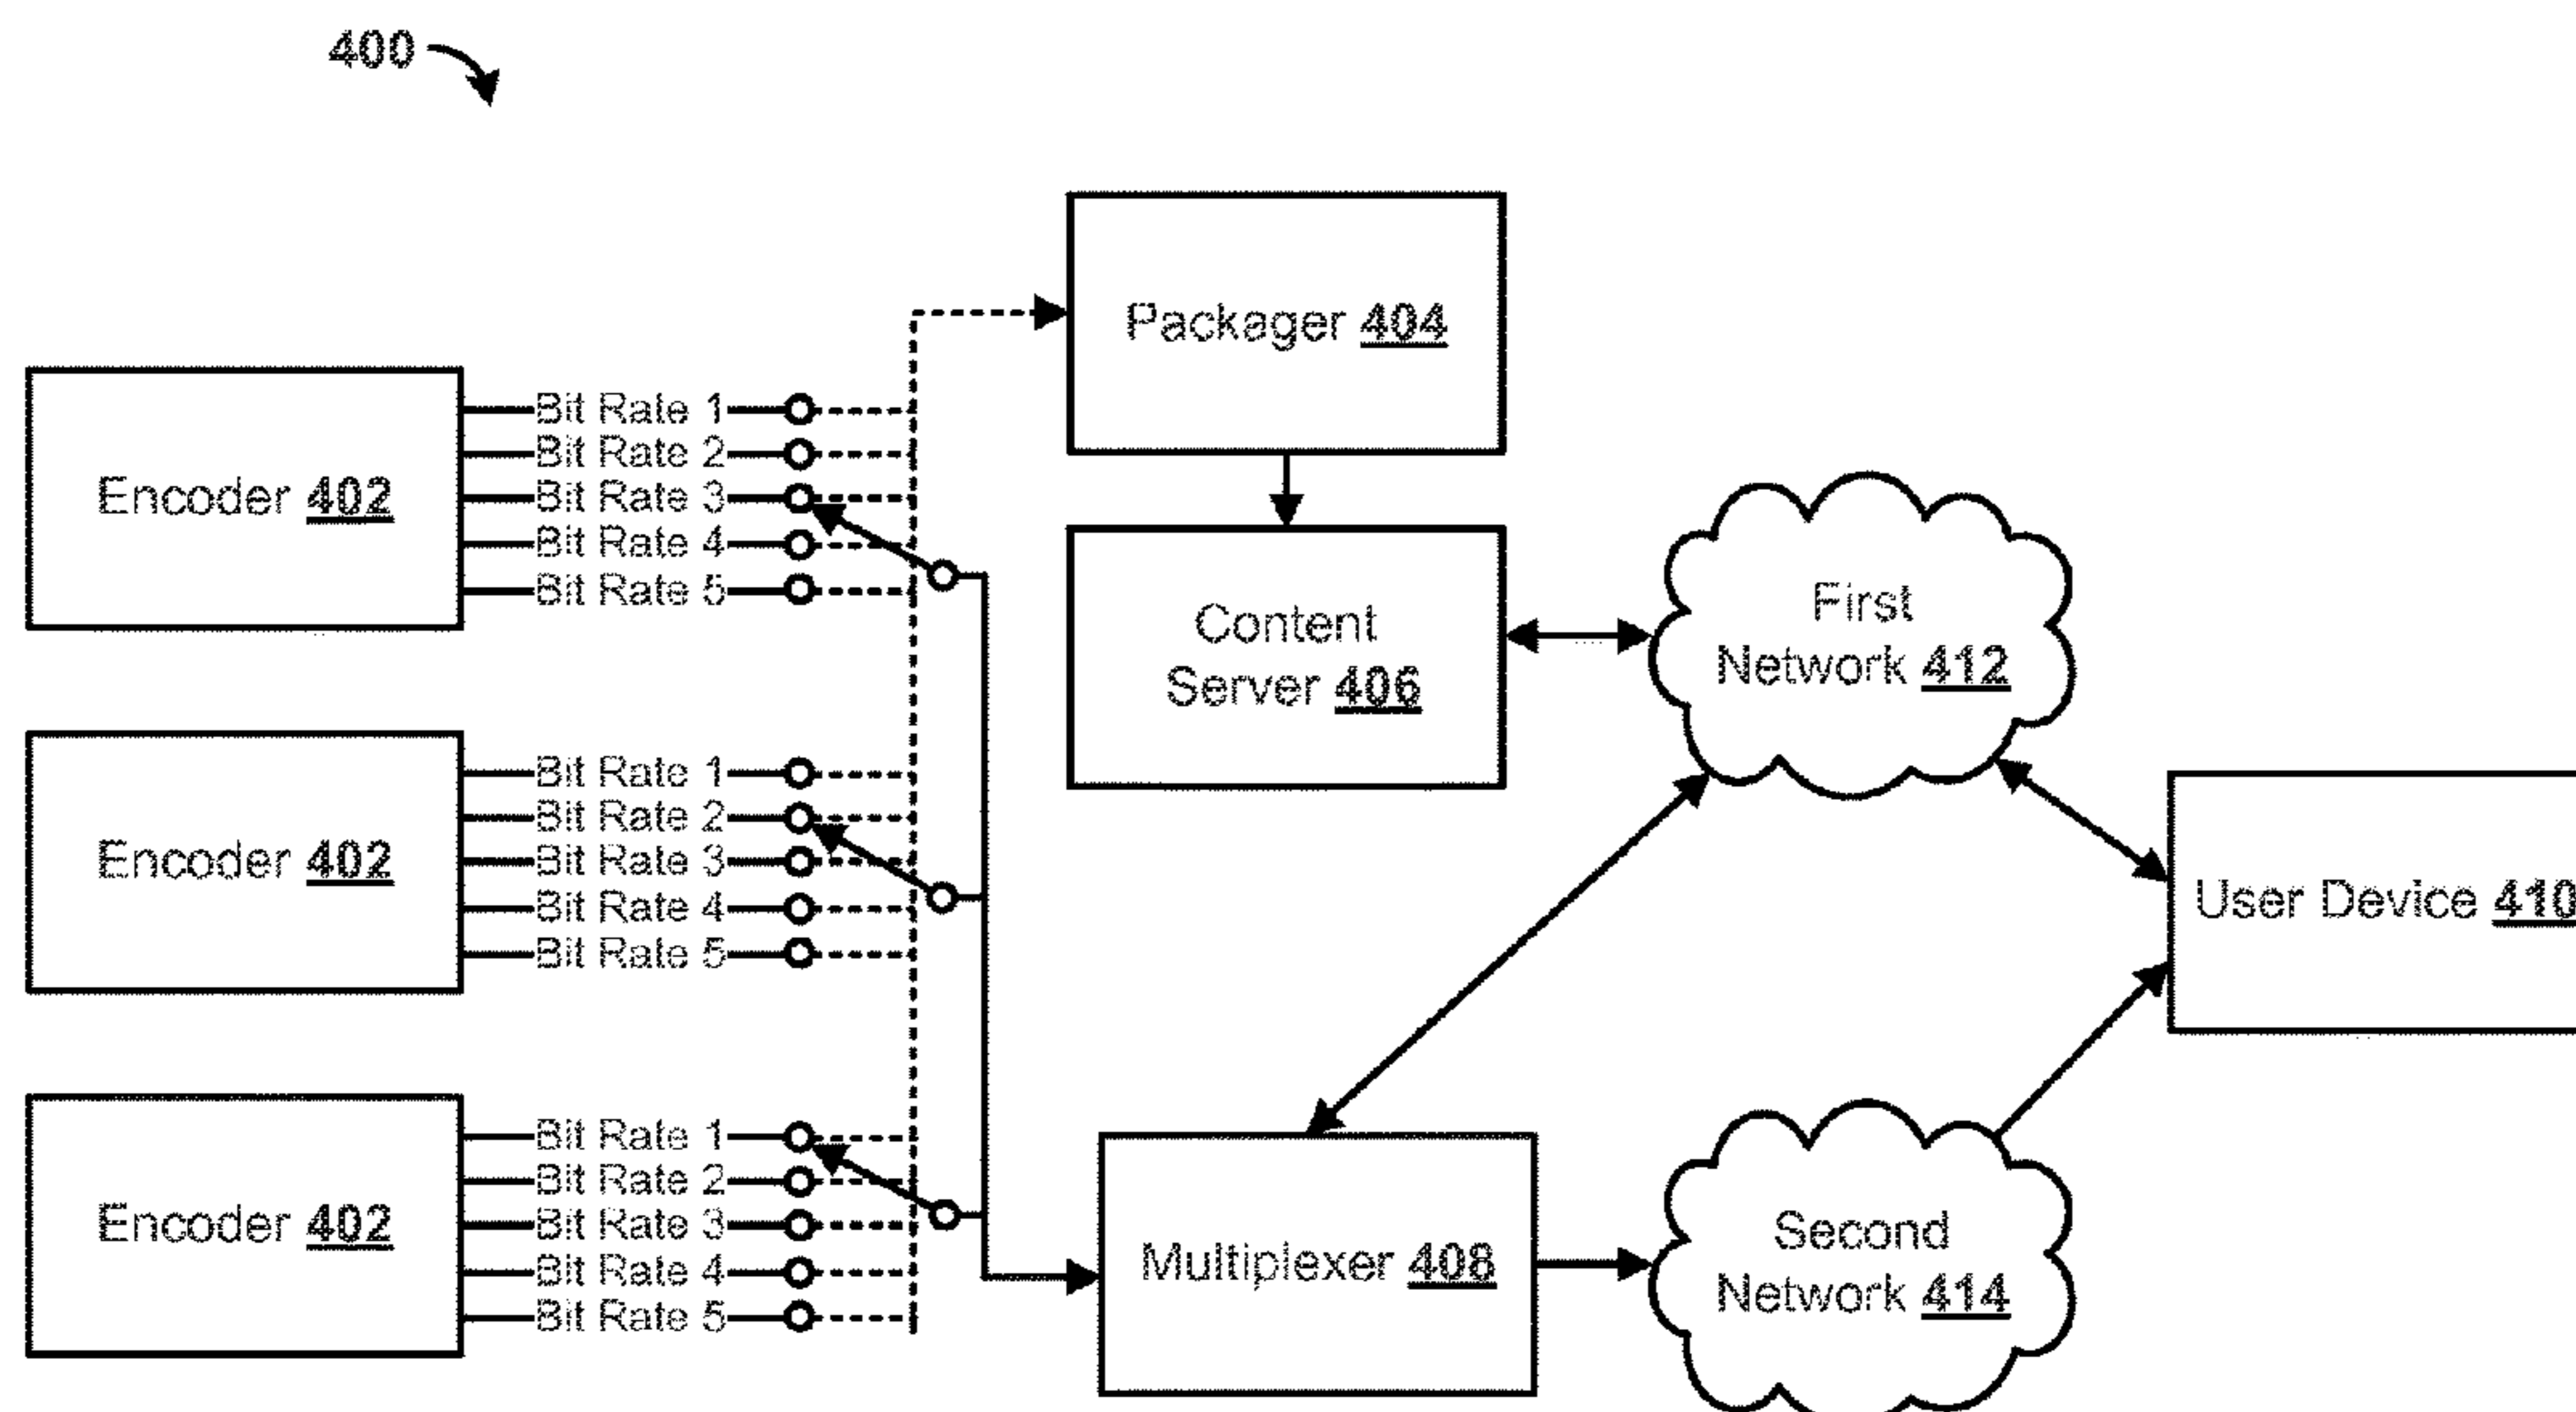 400
Packager 404
Encoder 402
Bit Rate 1
Bit Rate 2
Bit Rate 3
Bit Rate 4
Bit Rate 5
Content
Server 406
First
Network 412
Encoder 402
Bit Rate 1
Bit Rate 2
Bit Rate 3
Bit Rate 4
Bit Rate 5
User Device 410
Encoder 402
Bit Rate 1
Bit Rate 2
Bit Rate 3
Bit Rate 4
Bit Rate 5
Multiplexer 408
Second
Network 414